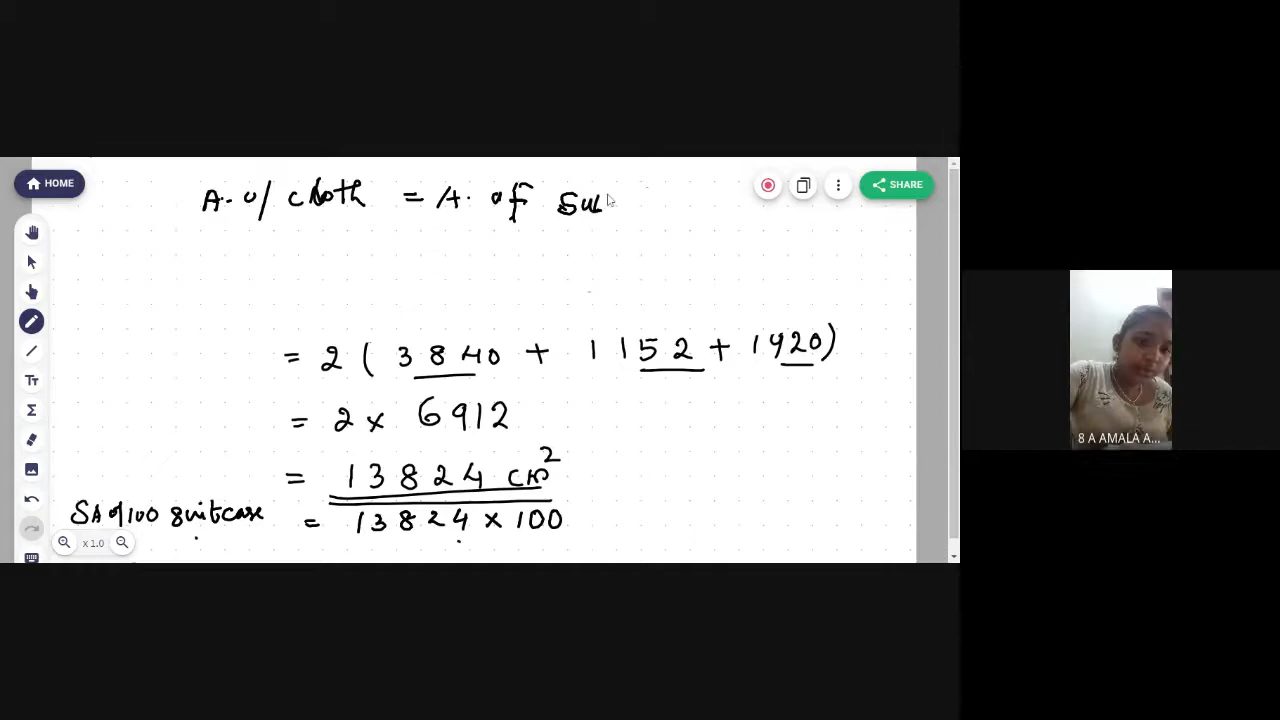 HOME
SHARE
A. of cloth = A. of Sui
= 2 ( 3840 + 1152 + 1920)
= 2 x 6912
= 13824 cm²
SA of 100 suitcase = 13824 x 100
x 1.0
Tт
Σ
8 A AMALA A...